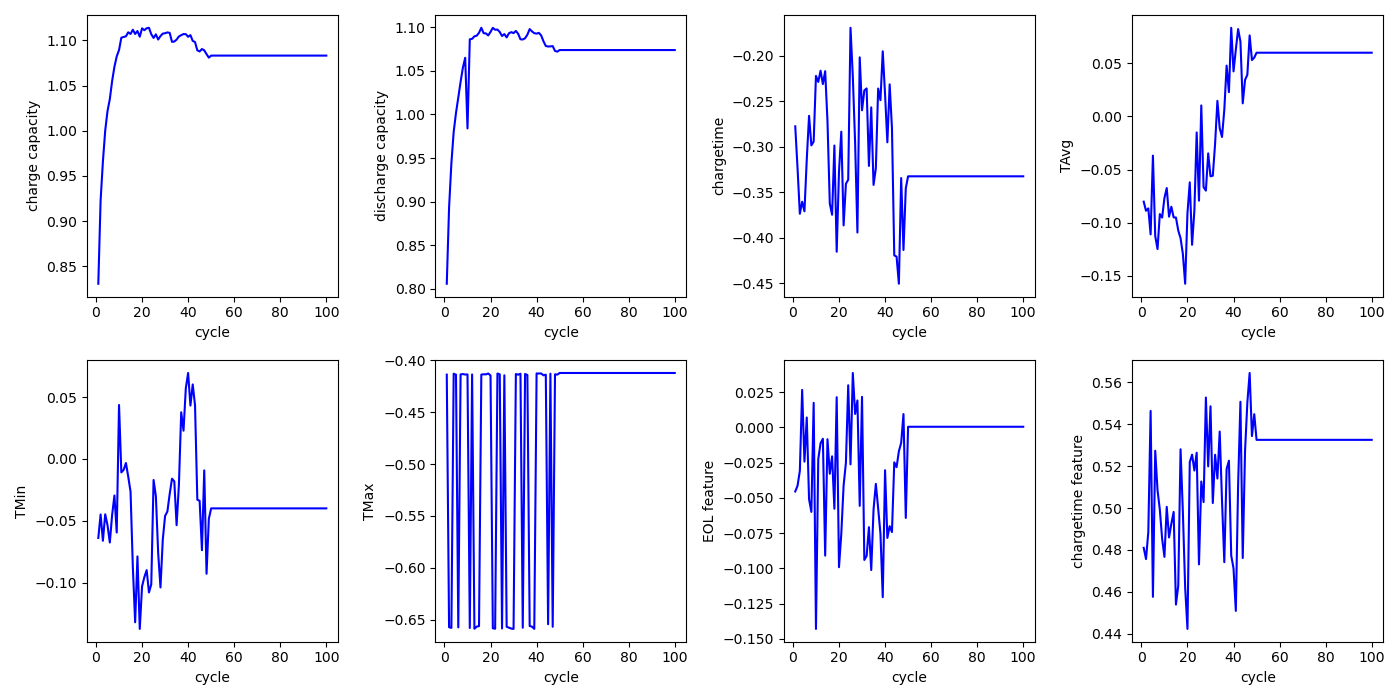 charge capacity
1.10
1.05
1.00
0.95
0.90
0.85
0 20 40 60 80 100
cycle
discharge capacity
1.10
1.05
1.00
0.95
0.90
0.85
0.80
0 20 40 60 80 100
cycle
chargetime
−0.20
−0.25
−0.30
−0.35
−0.40
−0.45
0 20 40 60 80 100
cycle
TAvg
0.05
0.00
−0.05
−0.10
−0.15
0 20 40 60 80 100
cycle
TMin
0.05
0.00
−0.05
−0.10
0 20 40 60 80 100
cycle
TMax
−0.40
−0.45
−0.50
−0.55
−0.60
−0.65
0 20 40 60 80 100
cycle
EOL feature
0.025
0.000
−0.025
−0.050
−0.075
−0.100
−0.125
−0.150
0 20 40 60 80 100
cycle
chargetime feature
0.56
0.54
0.52
0.50
0.48
0.46
0.44
0 20 40 60 80 100
cycle